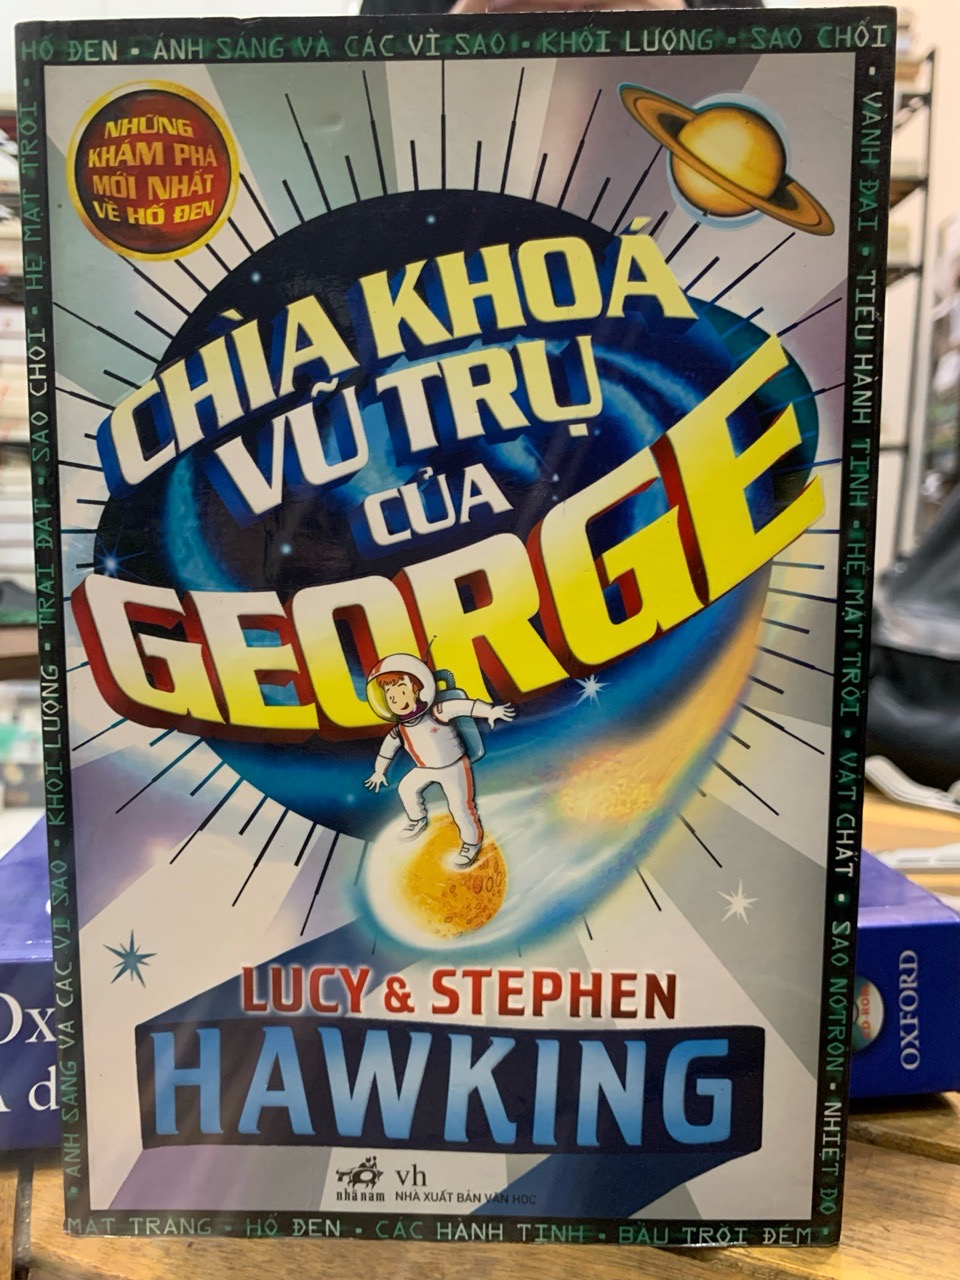 HỐ ĐEN • ÁNH SÁNG VÀ CÁC VÌ SAO • KHỐI LƯỢNG • SAO CHỔI
• VÀNH ĐAI • TIỂU HÀNH TINH • HỆ MẶT TRỜI • VẬT CHẤT • SAO NƠTRON • NHIỆT ĐỘ
NHỮNG
KHÁM PHÁ
MỚI NHẤT
VỀ HỐ ĐEN
CHÌA KHOÁ
VŨ TRỤ
CỦA
GEORGE
LUCY & STEPHEN
HAWKING
nhã nam
vh
NHÀ XUẤT BẢN VĂN HỌC
• ÁNH SÁNG VÀ CÁC VÌ SAO • KHỐI LƯỢNG • TRÁI ĐẤT • SAO CHỔI • HỆ MẶT TRỜI •
MẶT TRĂNG • HỐ ĐEN • CÁC HÀNH TINH • BẦU TRỜI ĐÊM •
Ox
A d
OXFORD